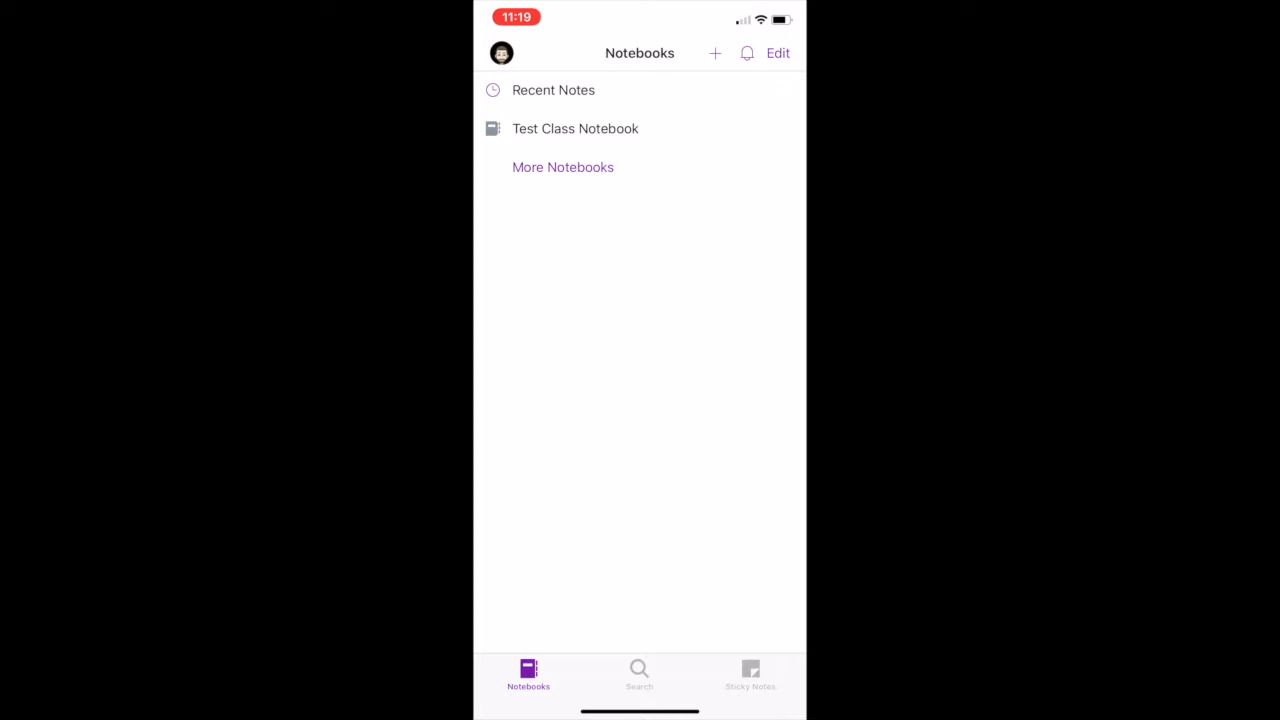 11:19
Notebooks
Edit
Recent Notes
Test Class Notebook
More Notebooks
Notebooks
Search
Sticky Notes